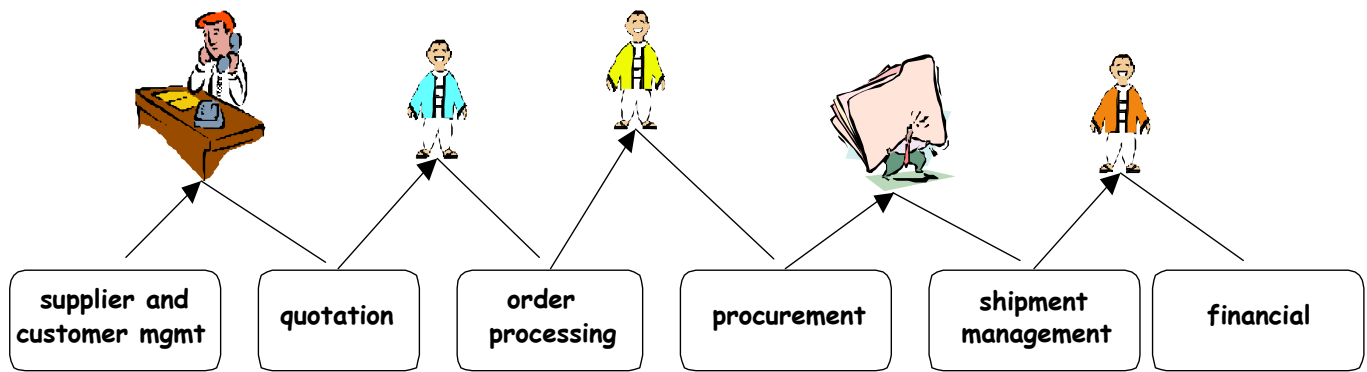 supplier and
customer mgmt
quotation
order
processing
procurement
shipment
management
financial